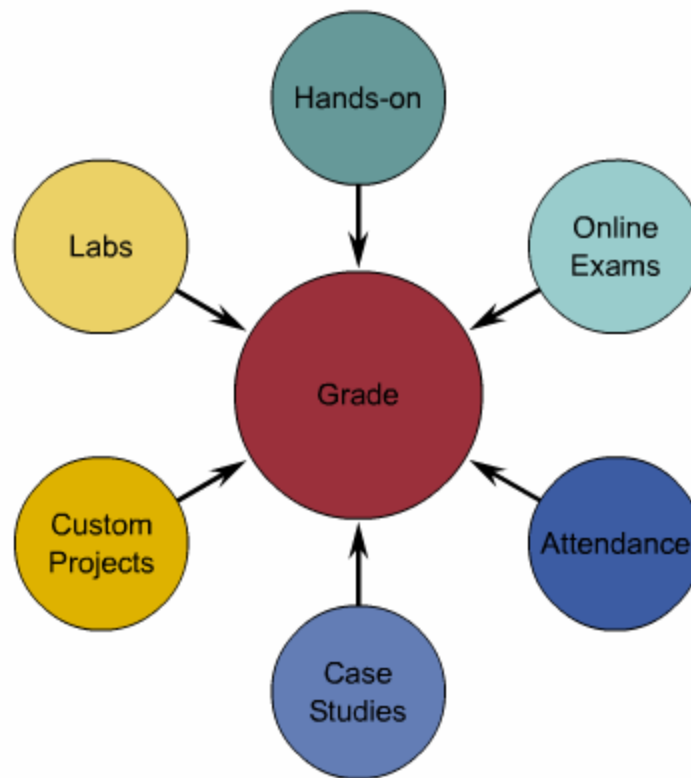 Hands-on
Labs
Online
Exams
Grade
Custom
Projects
Attendance
Case
Studies